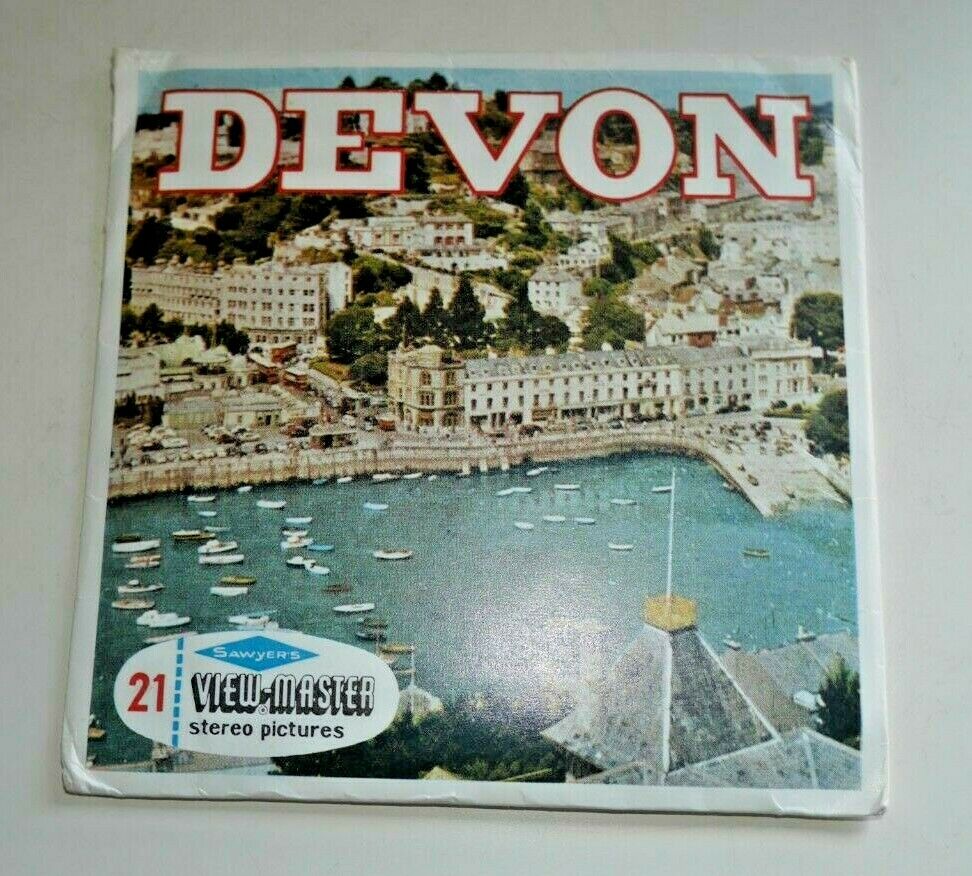 DEVON
21
SAWYER'S
VIEW-MASTER
stereo pictures